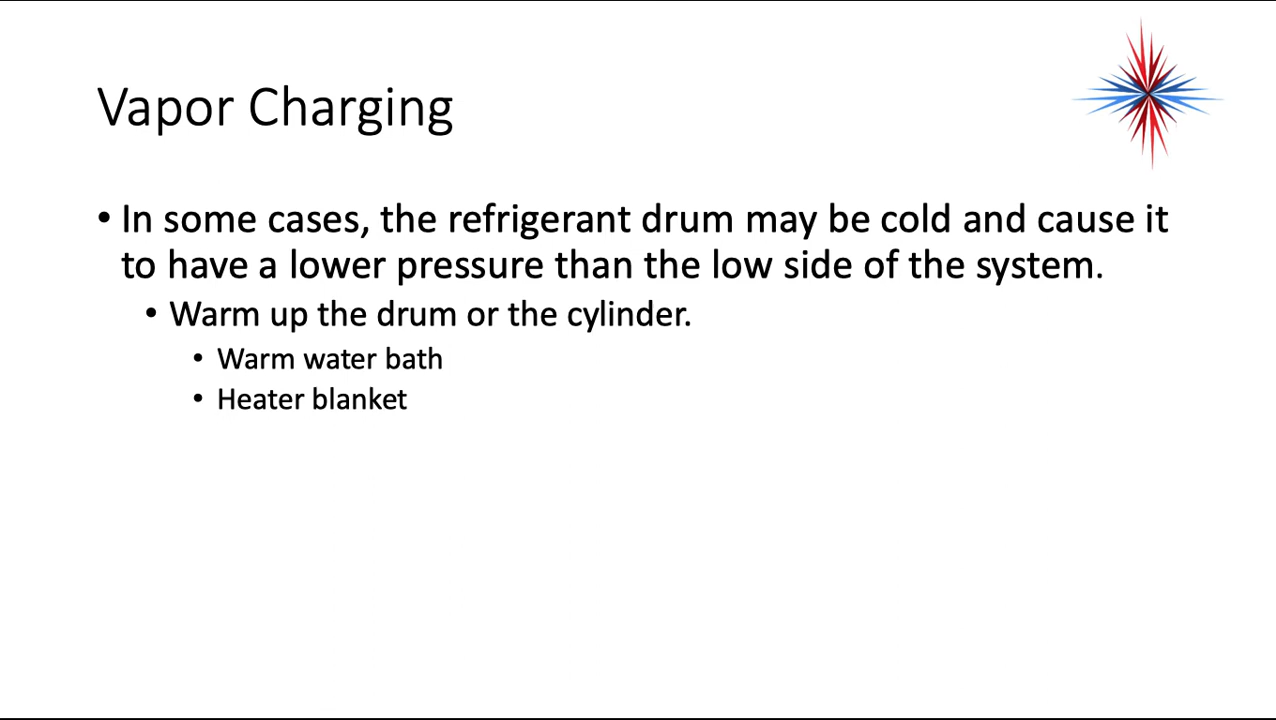 Vapor Charging
• In some cases, the refrigerant drum may be cold and cause it
to have a lower pressure than the low side of the system.
• Warm up the drum or the cylinder.
• Warm water bath
• Heater blanket